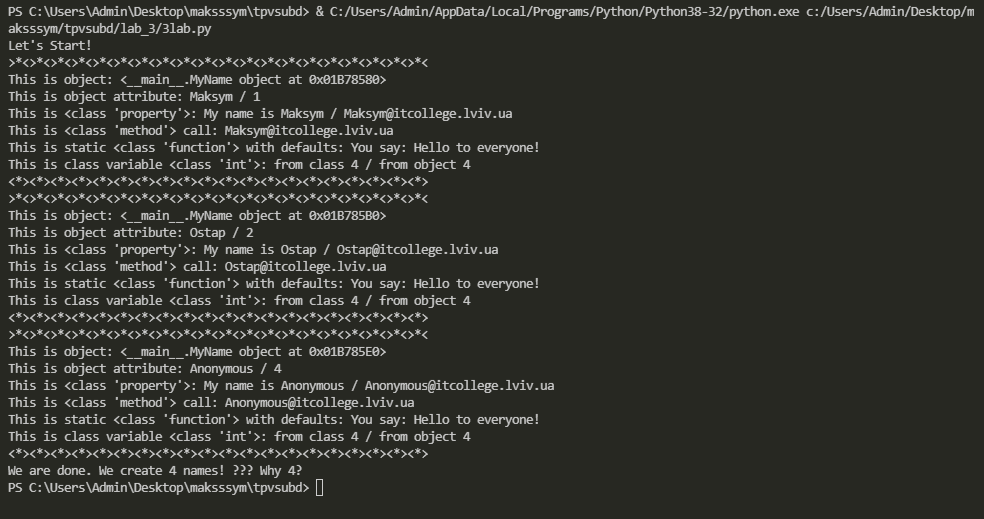 PS C:\Users\Admin\Desktop\maksssym\tpvsubd> & C:/Users/Admin/AppData/Local/Programs/Python/Python38-32/python.exe c:/Users/Admin/Desktop/m
aksssym/tpvsubd/lab_3/3lab.py
Let's Start!
>*<>*<>*<>*<>*<>*<>*<>*<>*<>*<>*<>*<>*<>*<>*<>*<>*<>*<>*<>*<
This is object: <__main__.MyName object at 0x01B78580>
This is object attribute: Maksym / 1
This is <class 'property'>: My name is Maksym / Maksym@itcollege.lviv.ua
This is <class 'method'> call: Maksym@itcollege.lviv.ua
This is static <class 'function'> with defaults: You say: Hello to everyone!
This is class variable <class 'int'>: from class 4 / from object 4
<*><*><*><*><*><*><*><*><*><*><*><*><*><*><*><*><*><*><*><*>
>*<>*<>*<>*<>*<>*<>*<>*<>*<>*<>*<>*<>*<>*<>*<>*<>*<>*<>*<>*<
This is object: <__main__.MyName object at 0x01B785B0>
This is object attribute: Ostap / 2
This is <class 'property'>: My name is Ostap / Ostap@itcollege.lviv.ua
This is <class 'method'> call: Ostap@itcollege.lviv.ua
This is static <class 'function'> with defaults: You say: Hello to everyone!
This is class variable <class 'int'>: from class 4 / from object 4
<*><*><*><*><*><*><*><*><*><*><*><*><*><*><*><*><*><*><*><*>
>*<>*<>*<>*<>*<>*<>*<>*<>*<>*<>*<>*<>*<>*<>*<>*<>*<>*<>*<>*<
This is object: <__main__.MyName object at 0x01B785E0>
This is object attribute: Anonymous / 4
This is <class 'property'>: My name is Anonymous / Anonymous@itcollege.lviv.ua
This is <class 'method'> call: Anonymous@itcollege.lviv.ua
This is static <class 'function'> with defaults: You say: Hello to everyone!
This is class variable <class 'int'>: from class 4 / from object 4
<*><*><*><*><*><*><*><*><*><*><*><*><*><*><*><*><*><*><*><*>
We are done. We create 4 names! ??? Why 4?
PS C:\Users\Admin\Desktop\maksssym\tpvsubd>